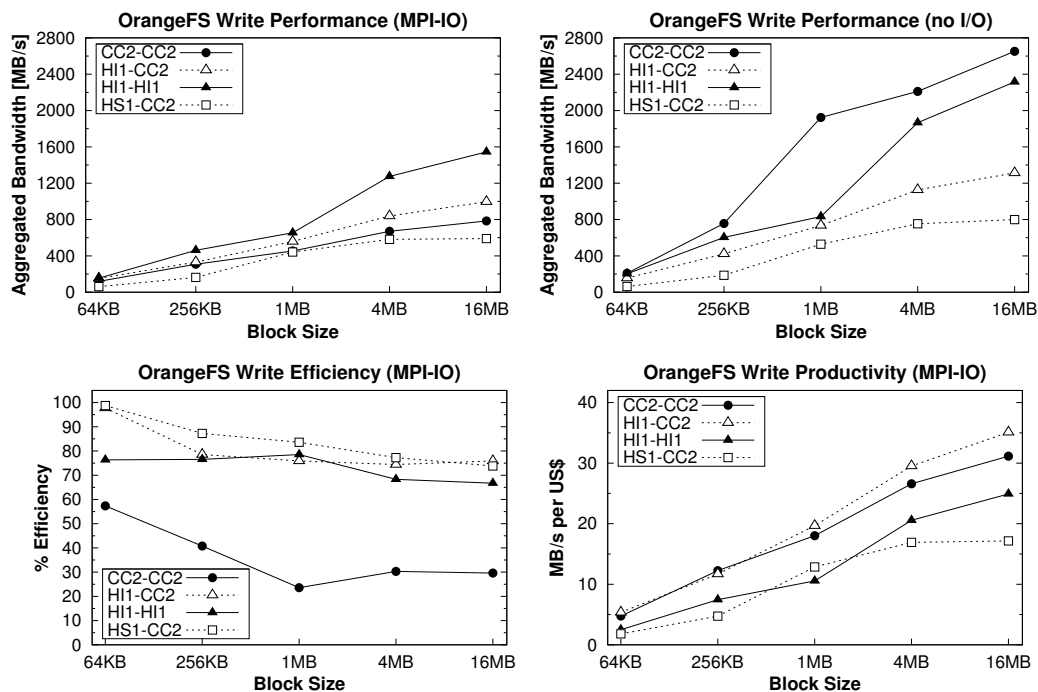 OrangeFS Write Performance (MPI-IO)
Aggregated Bandwidth [MB/s]
2800
2400
2000
1600
1200
800
400
0
CC2-CC2
HI1-CC2
HI1-HI1
HS1-CC2
64KB 256KB 1MB 4MB 16MB
Block Size
OrangeFS Write Performance (no I/O)
Aggregated Bandwidth [MB/s]
2800
2400
2000
1600
1200
800
400
0
CC2-CC2
HI1-CC2
HI1-HI1
HS1-CC2
64KB 256KB 1MB 4MB 16MB
Block Size
OrangeFS Write Efficiency (MPI-IO)
% Efficiency
100
90
80
70
60
50
40
30
20
10
0
CC2-CC2
HI1-CC2
HI1-HI1
HS1-CC2
64KB 256KB 1MB 4MB 16MB
Block Size
OrangeFS Write Productivity (MPI-IO)
MB/s per US$
40
30
20
10
0
CC2-CC2
HI1-CC2
HI1-HI1
HS1-CC2
64KB 256KB 1MB 4MB 16MB
Block Size